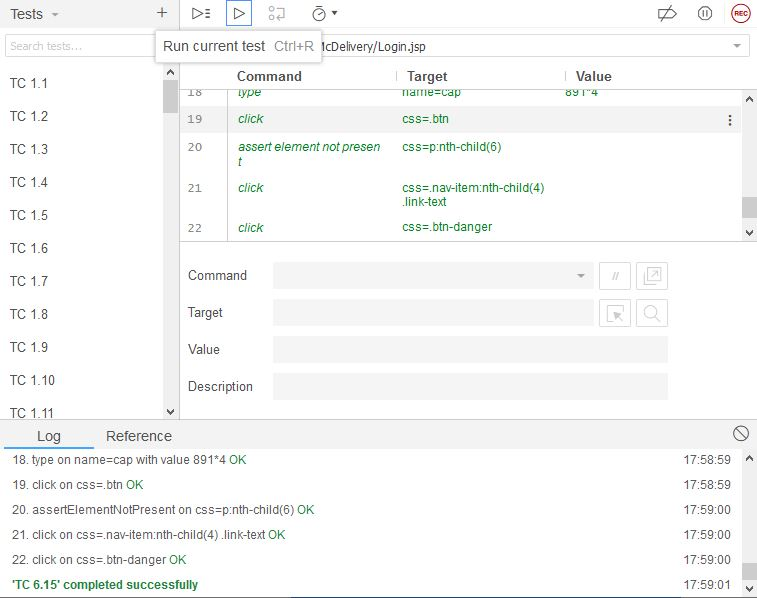 Tests
+
REC
Search tests...
Run current test Ctrl+R
McDelivery/Login.jsp
Command Target Value
TC 1.1
TC 1.2
TC 1.3
TC 1.4
TC 1.5
TC 1.6
TC 1.7
TC 1.8
TC 1.9
TC 1.10
TC 1.11
18 type name=cap 891*4
19 click css=.btn
20 assert element not presen
t css=p:nth-child(6)
21 click css=.nav-item:nth-child(4)
.link-text
22 click css=.btn-danger
Command //
Target
Value
Description
Log Reference
18. type on name=cap with value 891*4 OK 17:58:59
19. click on css=.btn OK 17:58:59
20. assertElementNotPresent on css=p:nth-child(6) OK 17:59:00
21. click on css=.nav-item:nth-child(4) .link-text OK 17:59:00
22. click on css=.btn-danger OK 17:59:00
'TC 6.15' completed successfully 17:59:01